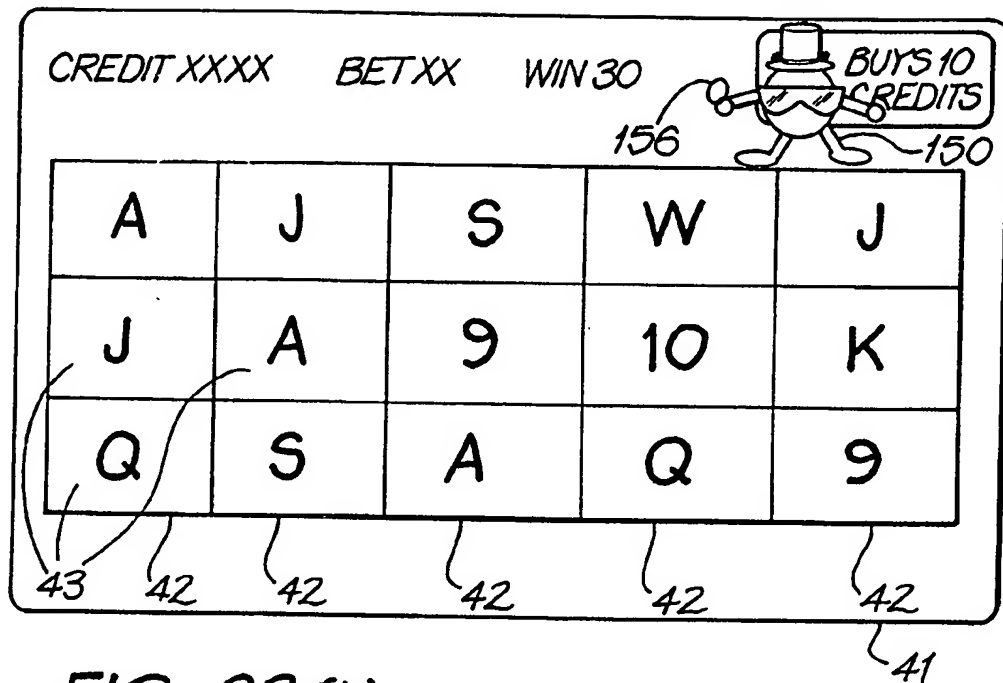 CREDIT XXXX BET XX WIN 30 BUYS 10
CREDITS
156 150
A J S W J
J A 9 10 K
Q S A Q 9
43 42 42 42 42 42
41